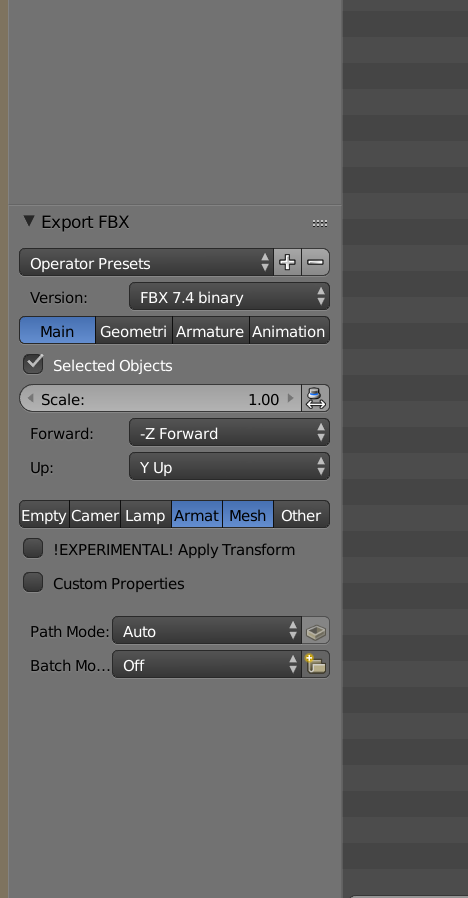 Export FBX
Operator Presets
Version: FBX 7.4 binary
Main Geometri Armature Animation
Selected Objects
Scale: 1.00
Forward: -Z Forward
Up: Y Up
Empty Camer Lamp Armat Mesh Other
!EXPERIMENTAL! Apply Transform
Custom Properties
Path Mode: Auto
Batch Mo... Off